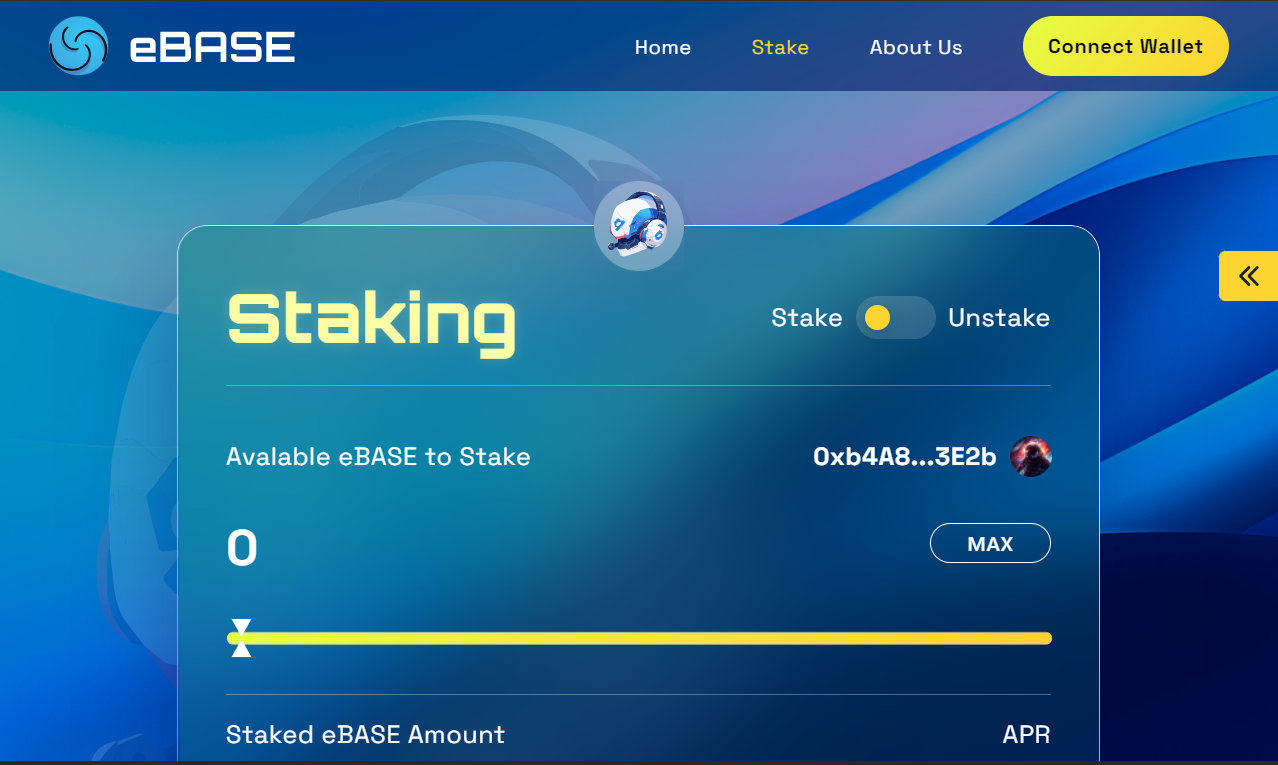 eBASE
Home
Stake
About Us
Connect Wallet
Staking
Stake
Unstake
Avalable eBASE to Stake
0xb4A8...3E2b
0
MAX
Staked eBASE Amount
APR